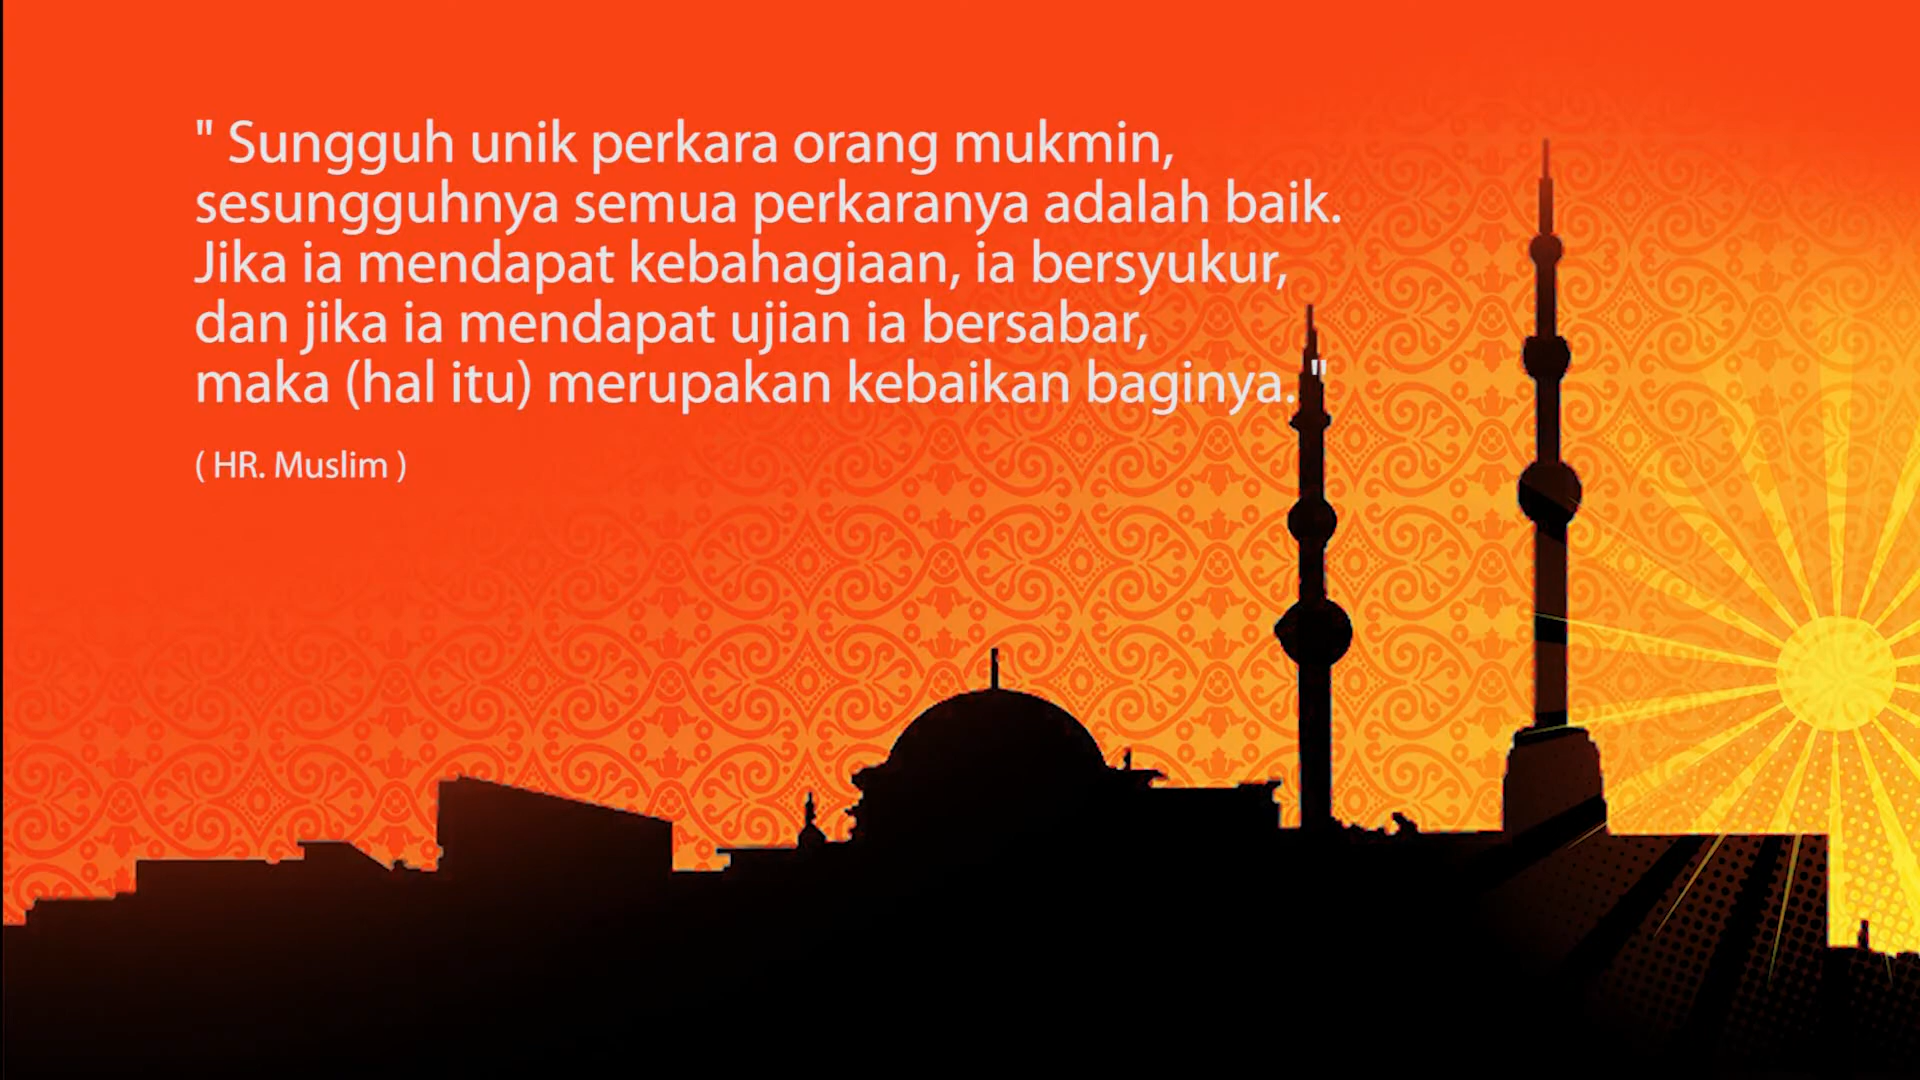 " Sungguh unik perkara orang mukmin,
sesungguhnya semua perkaranya adalah baik.
Jika ia mendapat kebahagiaan, ia bersyukur,
dan jika ia mendapat ujian ia bersabar,
maka (hal itu) merupakan kebaikan baginya. "
( HR. Muslim )